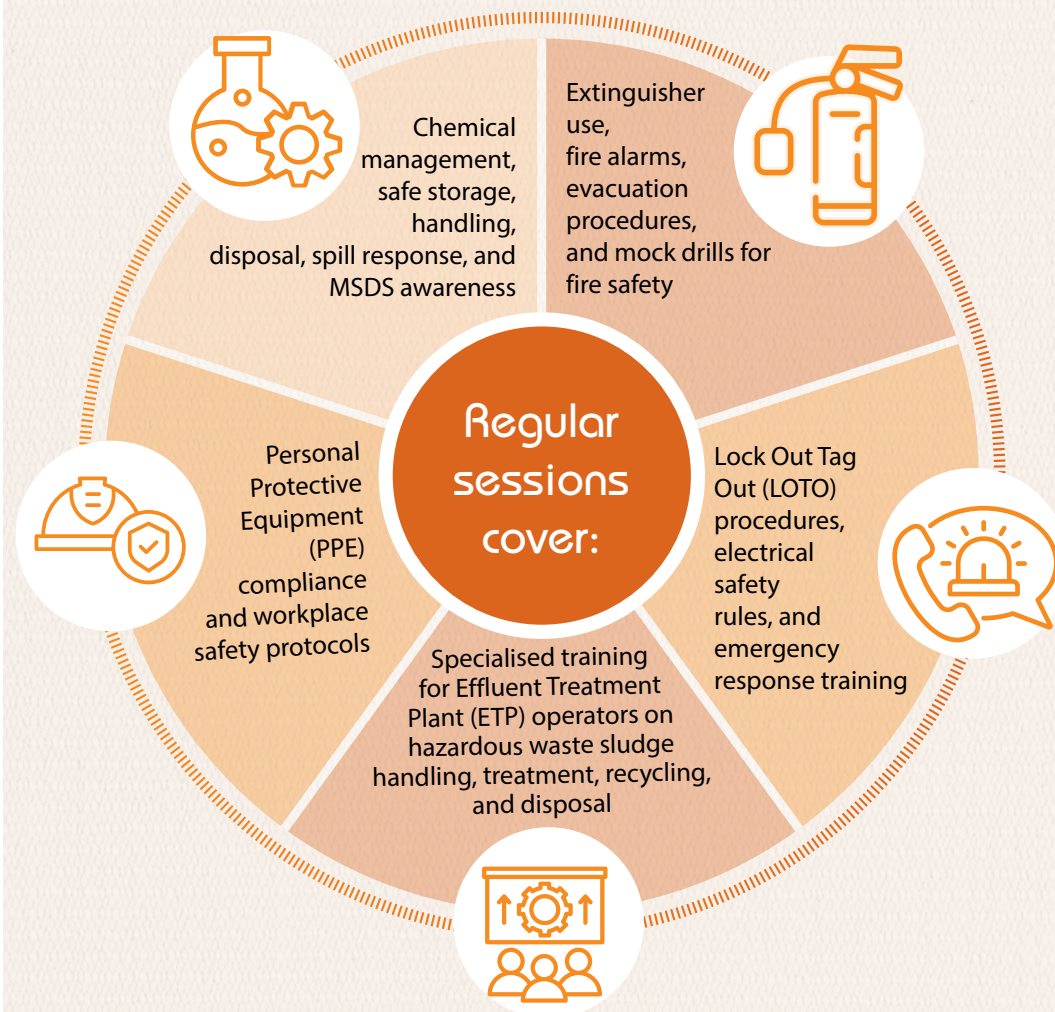 Regular
sessions
cover:
Extinguisher
use,
fire alarms,
evacuation
procedures,
and mock drills for
fire safety
Lock Out Tag
Out (LOTO)
procedures,
electrical
safety
rules, and
emergency
response training
Specialised training
for Effluent Treatment
Plant (ETP) operators on
hazardous waste sludge
handling, treatment, recycling,
and disposal
Personal
Protective
Equipment
(PPE)
compliance
and workplace
safety protocols
Chemical
management,
safe storage,
handling,
disposal, spill response, and
MSDS awareness